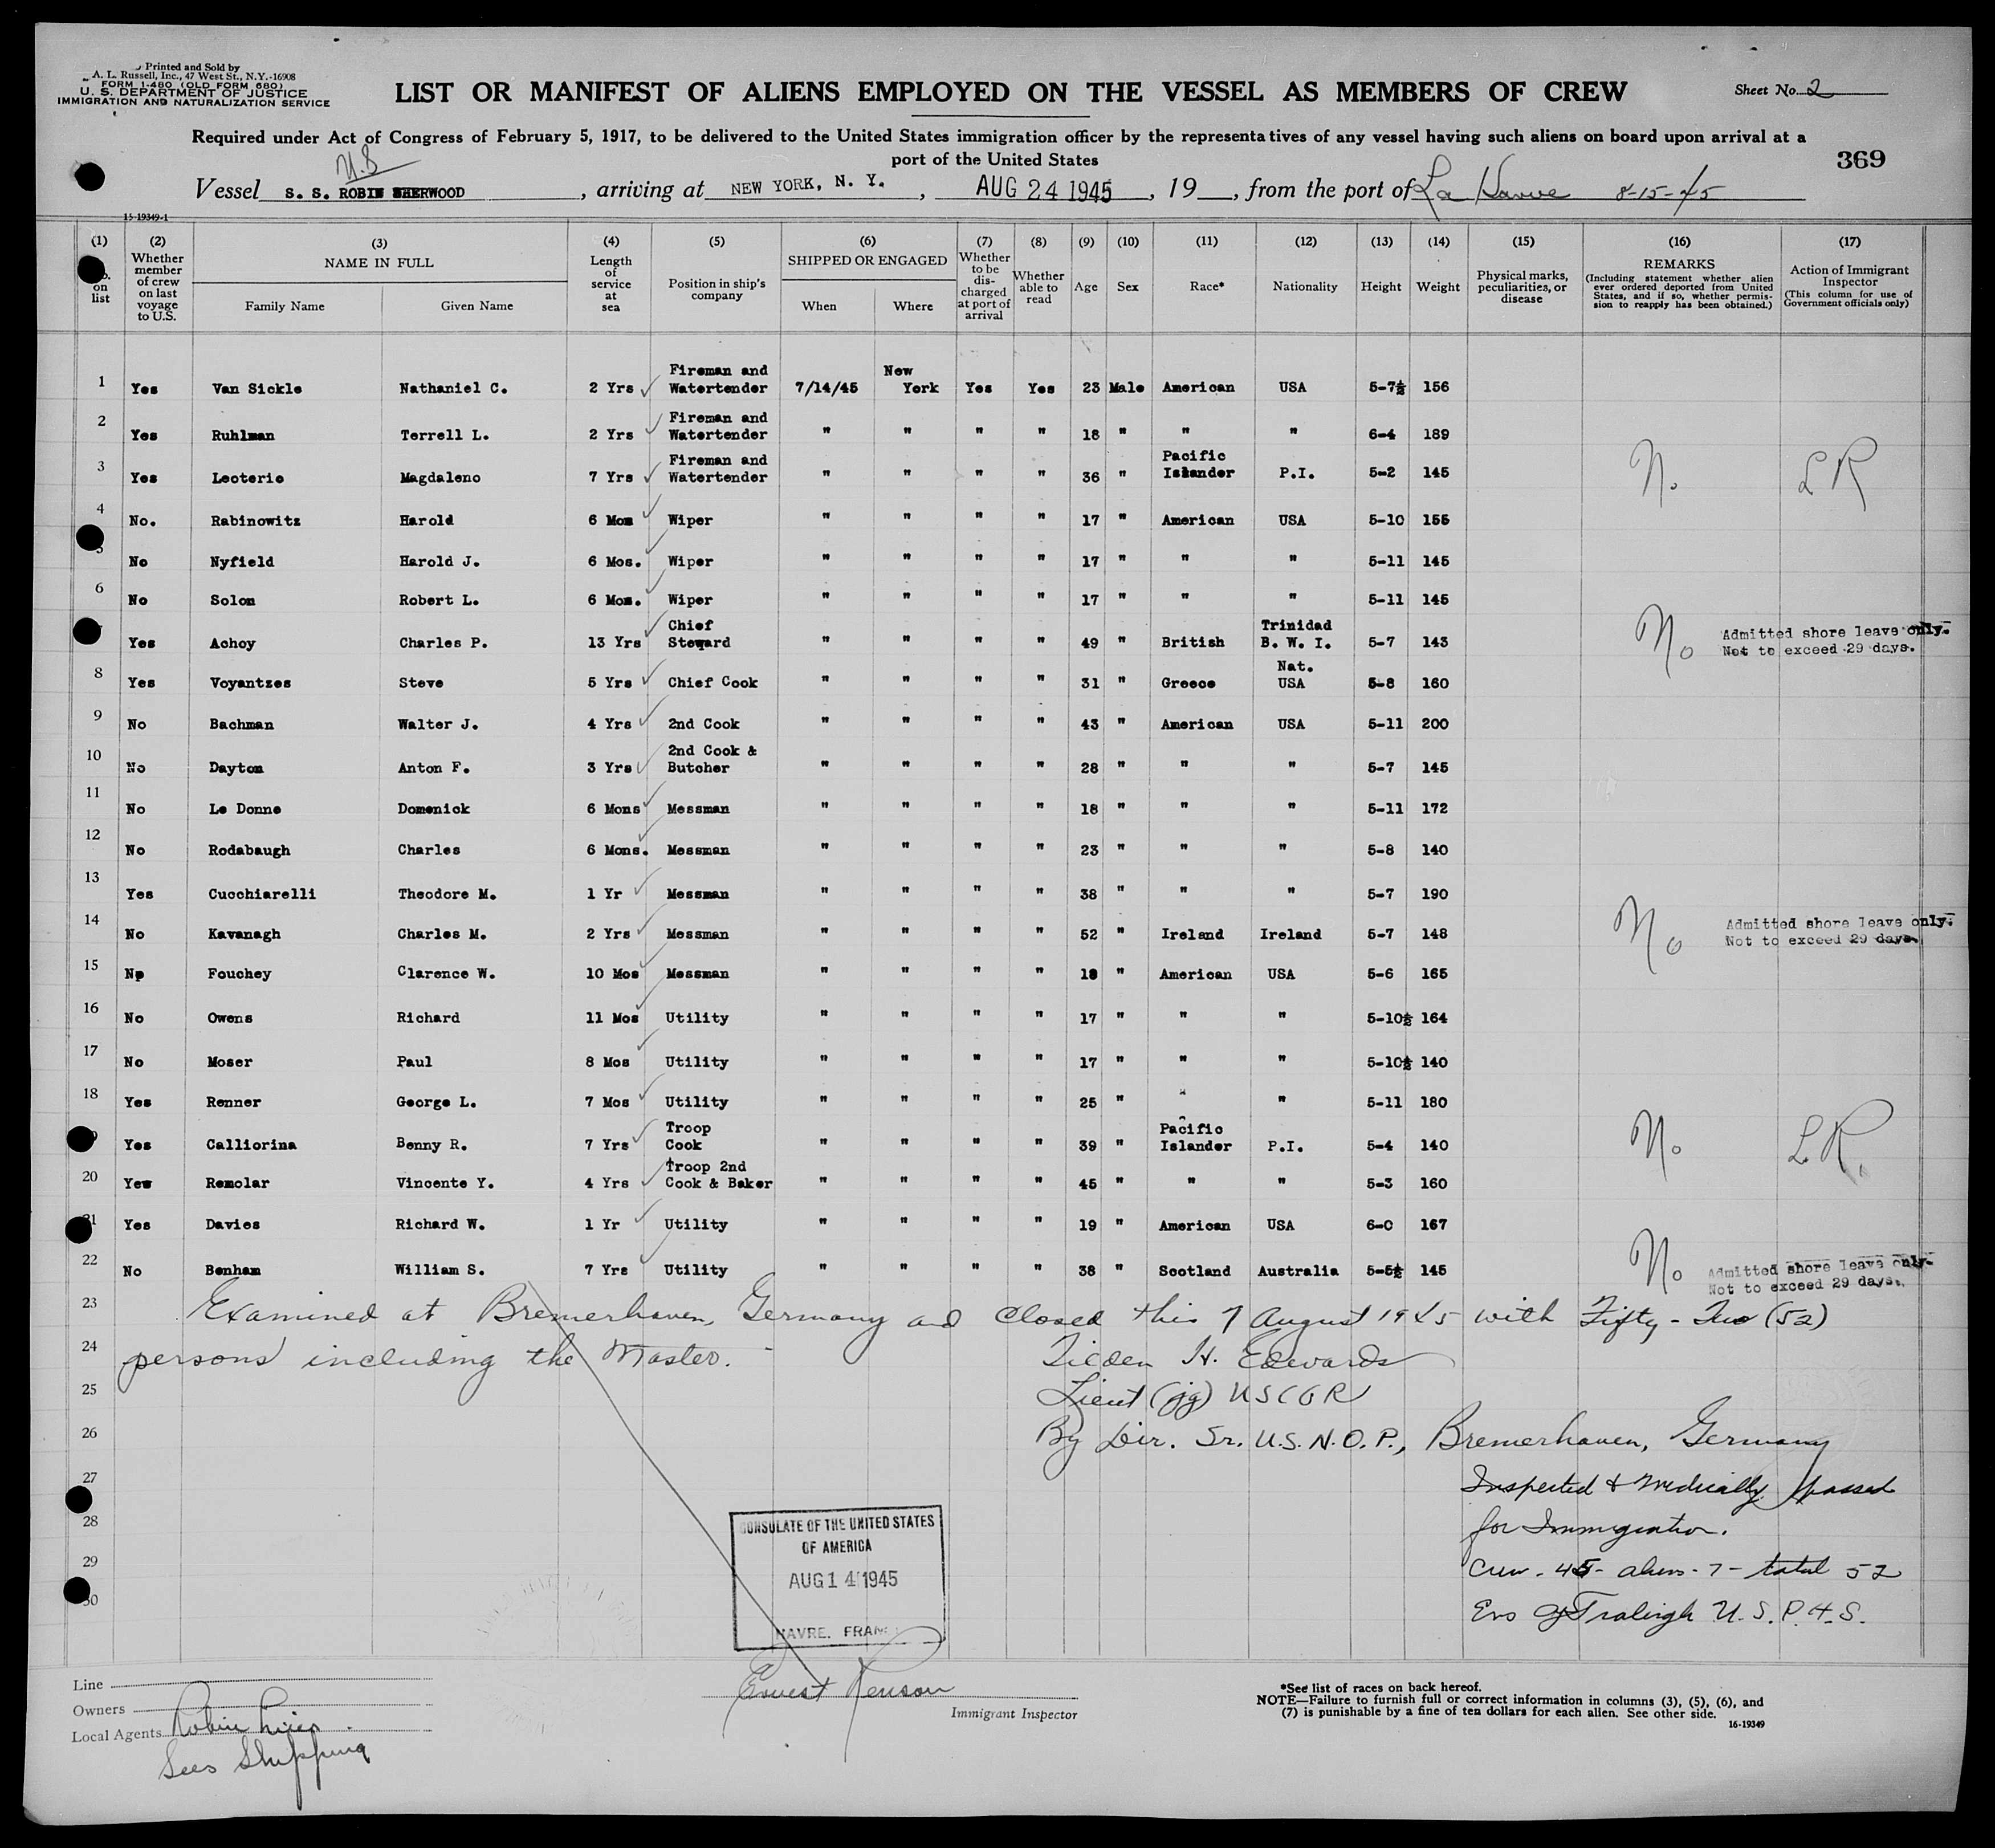 Printed and Sold by
A. L. Russell, Inc., 47 West St., N.Y.-16908
FORM I-480 (OLD FORM 680)
U. S. DEPARTMENT OF JUSTICE
IMMIGRATION AND NATURALIZATION SERVICE
LIST OR MANIFEST OF ALIENS EMPLOYED ON THE VESSEL AS MEMBERS OF CREW
Sheet No. 2
Required under Act of Congress of February 5, 1917, to be delivered to the United States immigration officer by the representatives of any vessel having such aliens on board upon arrival at a
port of the United States
369
U.S
Vessel S. S. ROBIN SHERWOOD, arriving at NEW YORK, N. Y., AUG 24 1945, 19__, from the port of La Havre 8-15-45
15-19349-1
(1) on list (2) Whether member of crew on last voyage to U.S. (3) NAME IN FULL Family Name Given Name (4) Length of service at sea (5) Position in ship's company (6) SHIPPED OR ENGAGED When Where (7) Whether to be discharged at port of arrival (8) Whether able to read (9) Age (10) Sex (11) Race* (12) Nationality (13) Height (14) Weight (15) Physical marks, peculiarities, or disease (16) REMARKS (Including statement whether alien ever ordered deported from United States, and if so, whether permission to reapply has been obtained.) (17) Action of Immigrant Inspector (This column for use of Government officials only)
1 Yes Van Sickle Nathaniel C. 2 Yrs Fireman and Watertender 7/14/45 New York Yes Yes 23 Male American USA 5-7½ 156
2 Yes Ruhlman Terrell L. 2 Yrs Fireman and Watertender " " " " 18 " " " 6-4 189
3 Yes Leoterio Magdaleno 7 Yrs Fireman and Watertender " " " " 36 " Pacific Islander P.I. 5-2 145 No LR
4 No. Rabinowitz Harold 6 Mos Wiper " " " " 17 " American USA 5-10 155
5 No Nyfield Harold J. 6 Mos. Wiper " " " " 17 " " " 5-11 145
6 No Solon Robert L. 6 Mos. Wiper " " " " 17 " " " 5-11 145
Yes Achoy Charles P. 13 Yrs Chief Steward " " " " 49 " British Trinidad B. W. I. 5-7 143 No Admitted shore leave only. Not to exceed 29 days.
8 Yes Voyantzes Steve 5 Yrs Chief Cook " " " " 31 " Greece Nat. USA 5-8 160
9 No Bachman Walter J. 4 Yrs 2nd Cook " " " " 43 " American USA 5-11 200
10 No Dayton Anton F. 3 Yrs 2nd Cook & Butcher " " " " 28 " " " 5-7 145
11 No Le Donne Domenick 6 Mons Messman " " " " 18 " " " 5-11 172
12 No Rodabaugh Charles 6 Mons. Messman " " " " 23 " " " 5-8 140
13 Yes Cucchiarelli Theodore M. 1 Yr Messman " " " " 38 " " " 5-7 190
14 No Kavanagh Charles M. 2 Yrs Messman " " " " 52 " Ireland Ireland 5-7 148 No Admitted shore leave only. Not to exceed 29 days.
15 Np Fouchey Clarence W. 10 Mos Messman " " " " 18 " American USA 5-6 165
16 No Owens Richard 11 Mos Utility " " " " 17 " " " 5-10½ 164
17 No Moser Paul 8 Mos Utility " " " " 17 " " " 5-10½ 140
18 Yes Renner George L. 7 Mos Utility " " " " 25 " " " 5-11 180
Yes Calliorina Benny R. 7 Yrs Troop Cook " " " " 39 " Pacific Islander P.I. 5-4 140 No LR.
20 Yes Remolar Vincente Y. 4 Yrs Troop 2nd Cook & Baker " " " " 45 " " " 5-3 160
21 Yes Davies Richard W. 1 Yr Utility " " " " 19 " American USA 6-0 167
22 No Benham William S. 7 Yrs Utility " " " " 38 " Scotland Australia 5-5½ 145 No Admitted shore leave only. Not to exceed 29 days.
23 Examined at Bremerhaven, Germany and closed this 7 August 1945 with Fifty-Two (52)
24 persons including the Master. Tilden H. Edwards
25 Lieut (jg) USCGR
26 By Dir. Sr. U.S.N.O.P., Bremerhaven, Germany
27 Inspected & medically passed
28 for Immigration.
29 Crew - 45 - aliens - 7 - total 52
30 U.S.P.H.S.
CONSULATE OF THE UNITED STATES
OF AMERICA
AUG 14 1945
HAVRE, FRANCE
Line
Owners
Local Agents Robin Line
Seas Shipping
Ernest Renson
Immigrant Inspector
*See list of races on back hereof.
NOTE—Failure to furnish full or correct information in columns (3), (5), (6), and
(7) is punishable by a fine of ten dollars for each alien. See other side.
16-19349